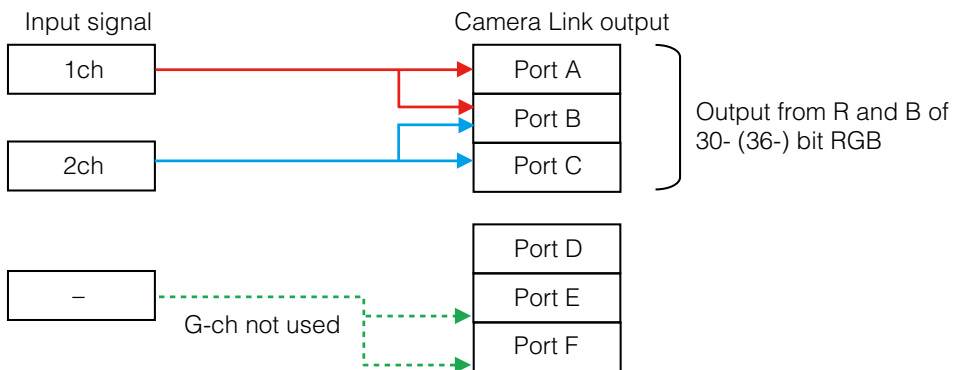 Input signal
Camera Link output
1ch
Port A
Port B
Output from R and B of
30- (36-) bit RGB
2ch
Port C
Port D
–
Port E
G-ch not used
Port F